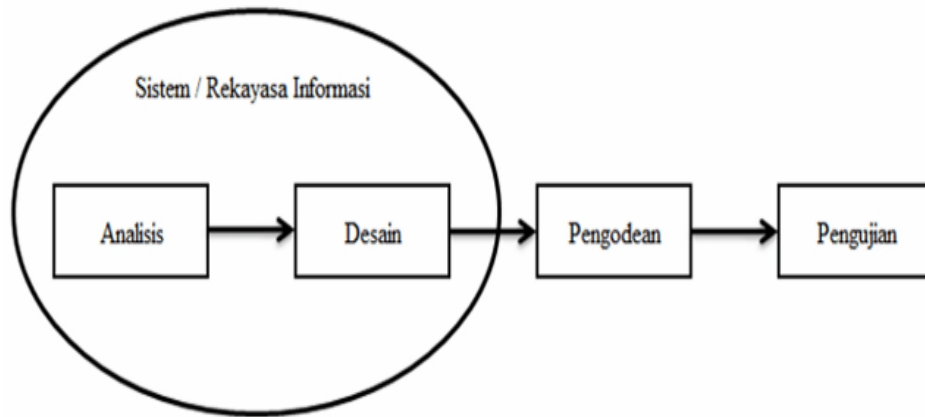 Sistem / Rekayasa Informasi
Analisis
Desain
Pengodean
Pengujian